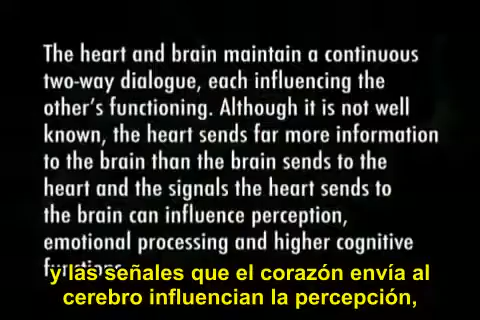 The heart and brain maintain a continuous
two-way dialogue, each influencing the
other's functioning. Although it is not well
known, the heart sends far more information
to the brain than the brain sends to the
heart and the signals the heart sends to
the brain can influence perception,
emotional processing and higher cognitive
functions.
y las señales que el corazón envía al
cerebro influencian la percepción,